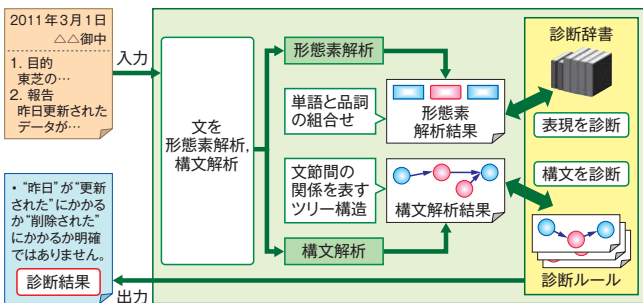 2011年3月1日
△△御中
1. 目的
東芝の…
2. 報告
昨日更新された
データが…
入力
文を
形態素解析,
構文解析
形態素解析
単語と品詞
の組合せ
形態素
解析結果
文節間の
関係を表す
ツリー構造
構文解析結果
構文解析
診断辞書
表現を診断
構文を診断
診断ルール
・“昨日”が“更新
された”にかかる
か“削除された”
にかかるか明確
ではありません。
診断結果
出力